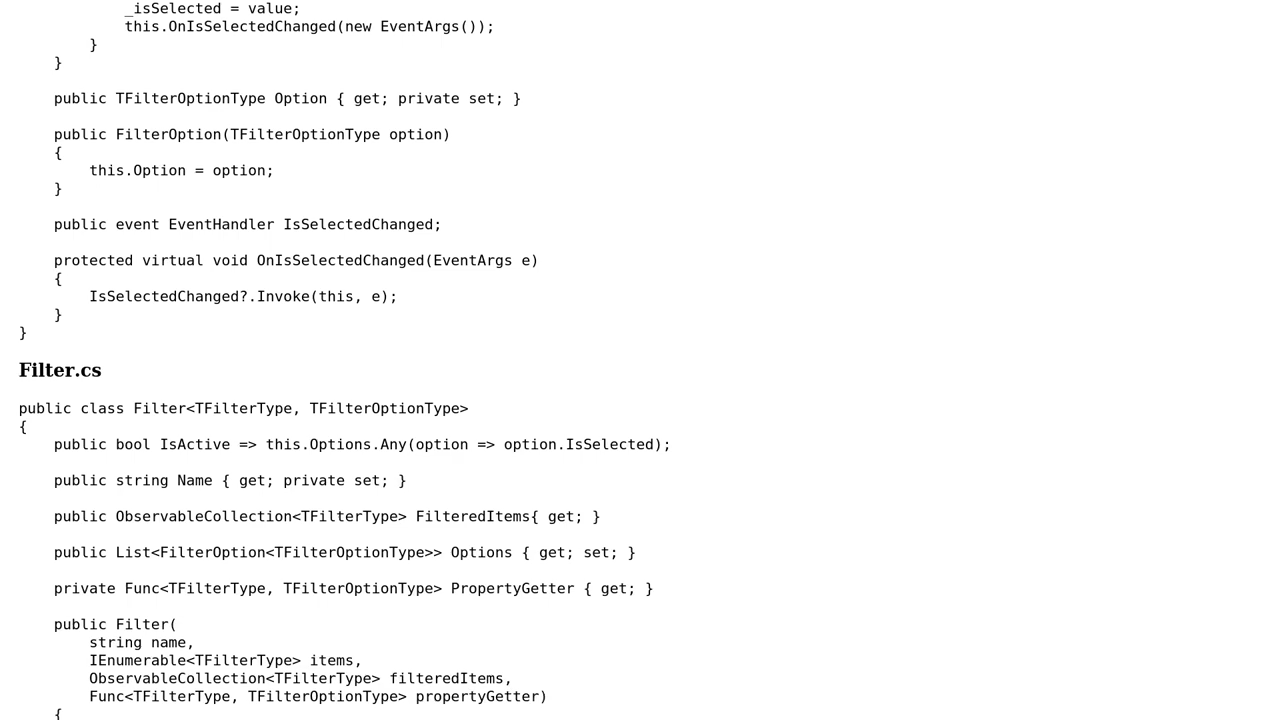 _isSelected = value;
            this.OnIsSelectedChanged(new EventArgs());
        }
    }

    public TFilterOptionType Option { get; private set; }

    public FilterOption(TFilterOptionType option)
    {
        this.Option = option;
    }

    public event EventHandler IsSelectedChanged;

    protected virtual void OnIsSelectedChanged(EventArgs e)
    {
        IsSelectedChanged?.Invoke(this, e);
    }
}
Filter.cs
public class Filter<TFilterType, TFilterOptionType>
{
    public bool IsActive => this.Options.Any(option => option.IsSelected);

    public string Name { get; private set; }

    public ObservableCollection<TFilterType> FilteredItems{ get; }

    public List<FilterOption<TFilterOptionType>> Options { get; set; }

    private Func<TFilterType, TFilterOptionType> PropertyGetter { get; }

    public Filter(
        string name,
        IEnumerable<TFilterType> items,
        ObservableCollection<TFilterType> filteredItems,
        Func<TFilterType, TFilterOptionType> propertyGetter)
    {